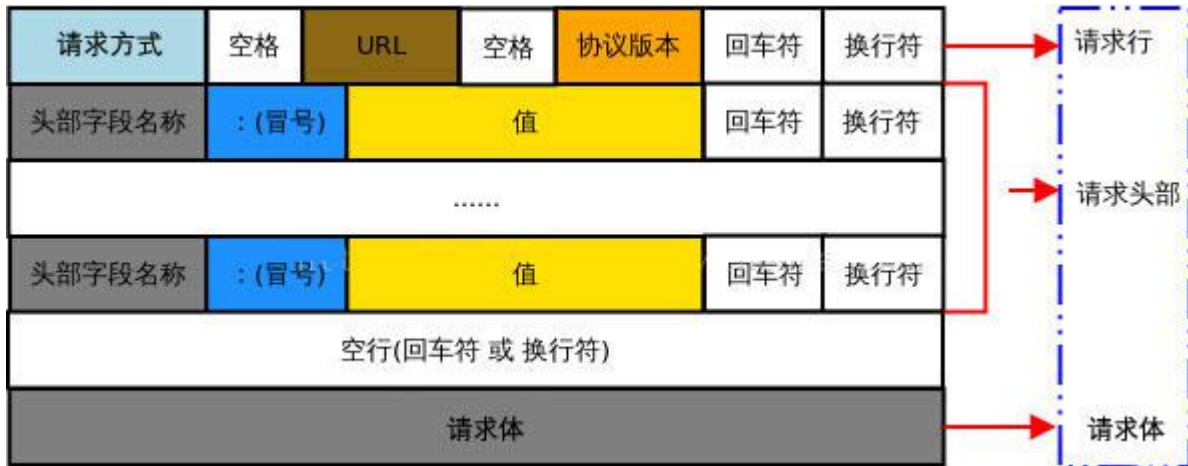 请求方式 空格 URL 空格 协议版本 回车符 换行符 请求行
头部字段名称 : (冒号) 值 回车符 换行符
...... 请求头部
头部字段名称 : (冒号) 值 回车符 换行符
空行(回车符 或 换行符)
请求体 请求体